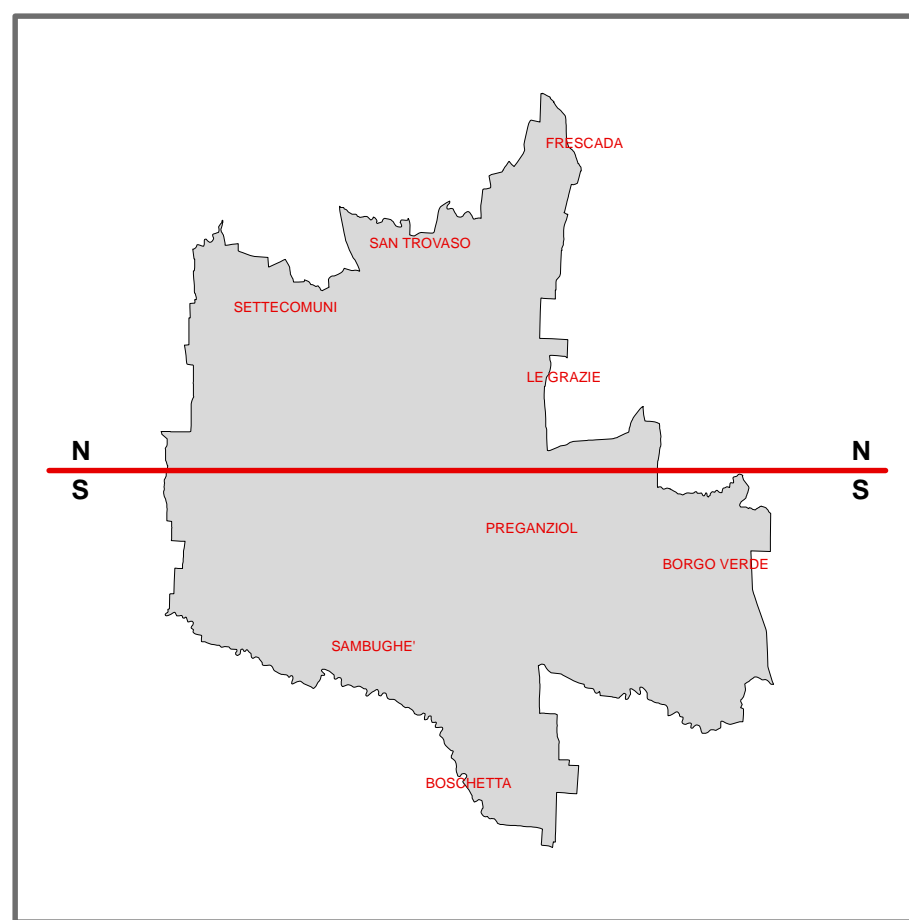 FRESCADA
SAN TROVASO
SETTECOMUNI
LE GRAZIE
N N
S S
PREGANZIOL
BORGO VERDE
SAMBUGHE'
BOSCHETTA